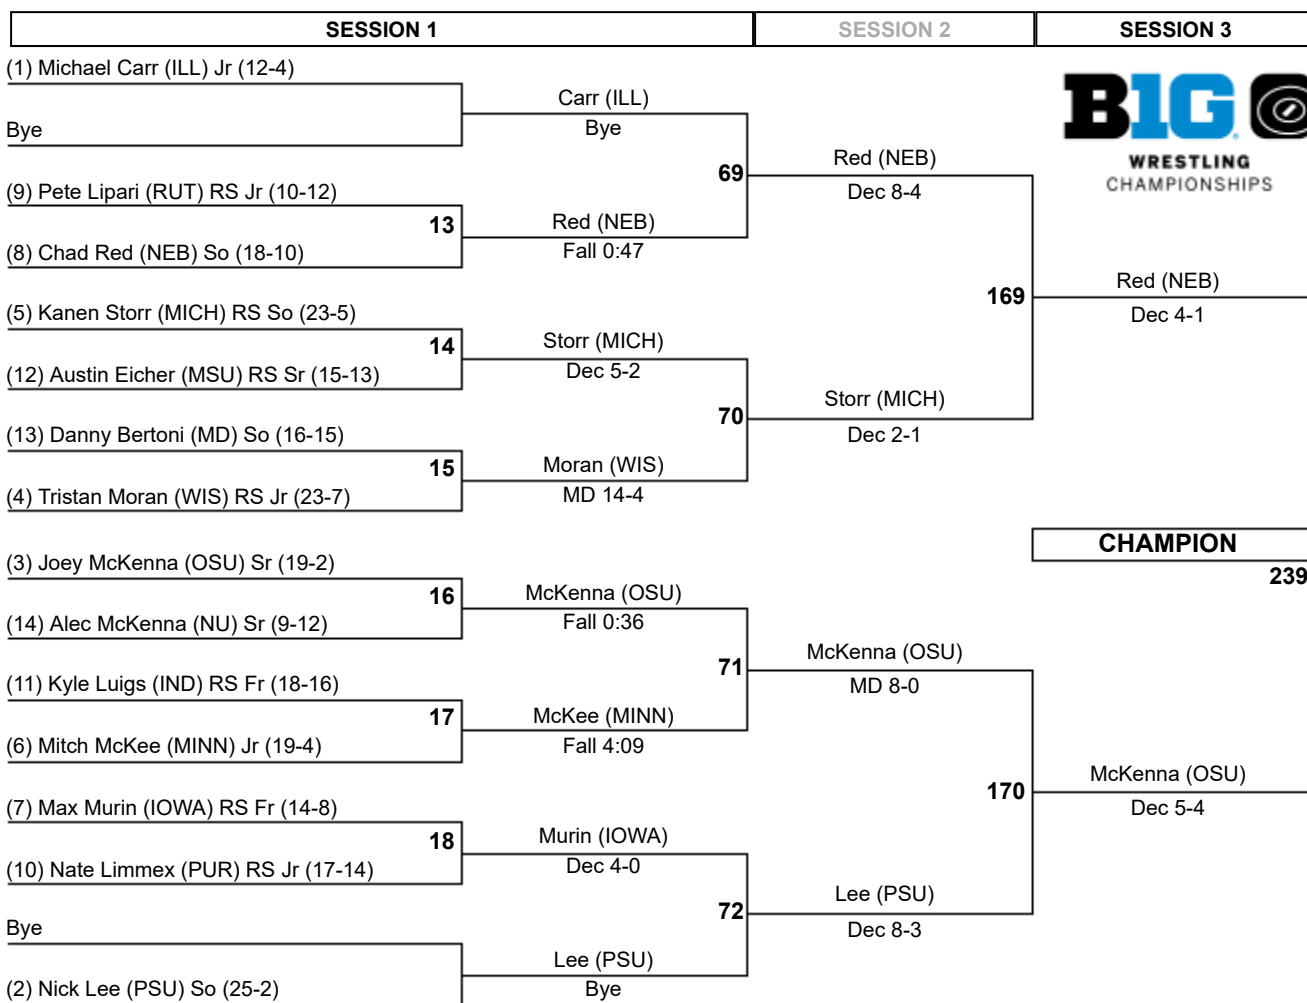 SESSION 1
SESSION 2
SESSION 3
(1) Michael Carr (ILL) Jr (12-4)
Bye
(9) Pete Lipari (RUT) RS Jr (10-12)
13
(8) Chad Red (NEB) So (18-10)
(5) Kanen Storr (MICH) RS So (23-5)
14
(12) Austin Eicher (MSU) RS Sr (15-13)
(13) Danny Bertoni (MD) So (16-15)
15
(4) Tristan Moran (WIS) RS Jr (23-7)
(3) Joey McKenna (OSU) Sr (19-2)
16
(14) Alec McKenna (NU) Sr (9-12)
(11) Kyle Luigs (IND) RS Fr (18-16)
17
(6) Mitch McKee (MINN) Jr (19-4)
(7) Max Murin (IOWA) RS Fr (14-8)
18
(10) Nate Limmex (PUR) RS Jr (17-14)
Bye
(2) Nick Lee (PSU) So (25-2)
Carr (ILL)
Bye
69
Red (NEB)
Fall 0:47
Storr (MICH)
Dec 5-2
70
Moran (WIS)
MD 14-4
McKenna (OSU)
Fall 0:36
71
McKee (MINN)
Fall 4:09
Murin (IOWA)
Dec 4-0
72
Lee (PSU)
Bye
Red (NEB)
Dec 8-4
169
Storr (MICH)
Dec 2-1
McKenna (OSU)
MD 8-0
170
Lee (PSU)
Dec 8-3
B1G
WRESTLING
CHAMPIONSHIPS
Red (NEB)
Dec 4-1
CHAMPION
239
McKenna (OSU)
Dec 5-4